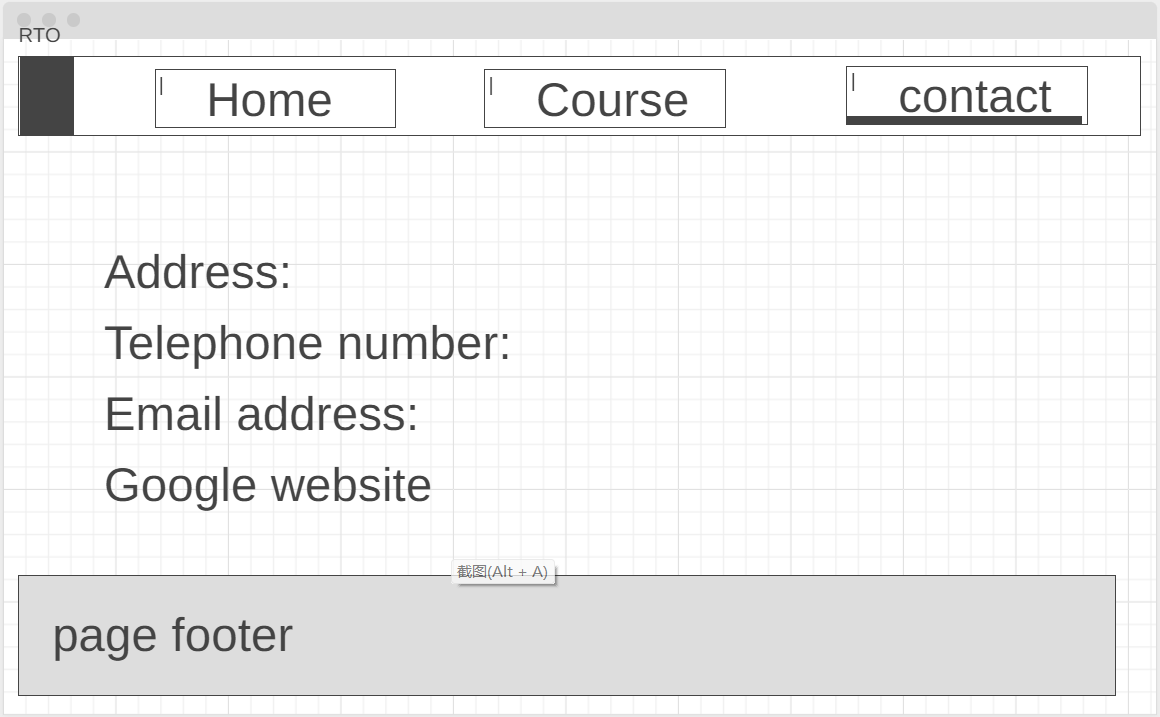 RTO
Home
Course
contact
Address:
Telephone number:
Email address:
Google website
截图(Alt + A)
page footer